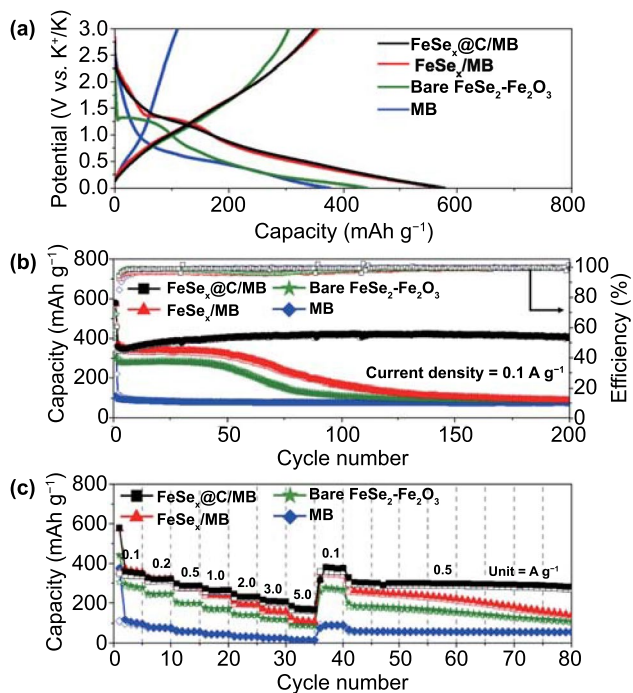 (a)
3.0
2.5
2.0
1.5
1.0
0.5
0.0
Potential (V vs. K⁺/K)
FeSeₓ@C/MB
FeSeₓ/MB
Bare FeSe₂-Fe₂O₃
MB
0 200 400 600 800
Capacity (mAh g⁻¹)
(b)
800
700
600
500
400
300
200
100
0
Capacity (mAh g⁻¹)
FeSeₓ@C/MB
Bare FeSe₂-Fe₂O₃
FeSeₓ/MB
MB
Current density = 0.1 A g⁻¹
100
80
60
40
20
0
Efficiency (%)
0 50 100 150 200
Cycle number
(c)
800
600
400
200
0
Capacity (mAh g⁻¹)
FeSeₓ@C/MB
Bare FeSe₂-Fe₂O₃
FeSeₓ/MB
MB
0.1 0.2 0.5 1.0 2.0 3.0 5.0 0.1 0.5 Unit = A g⁻¹
0 10 20 30 40 50 60 70 80
Cycle number